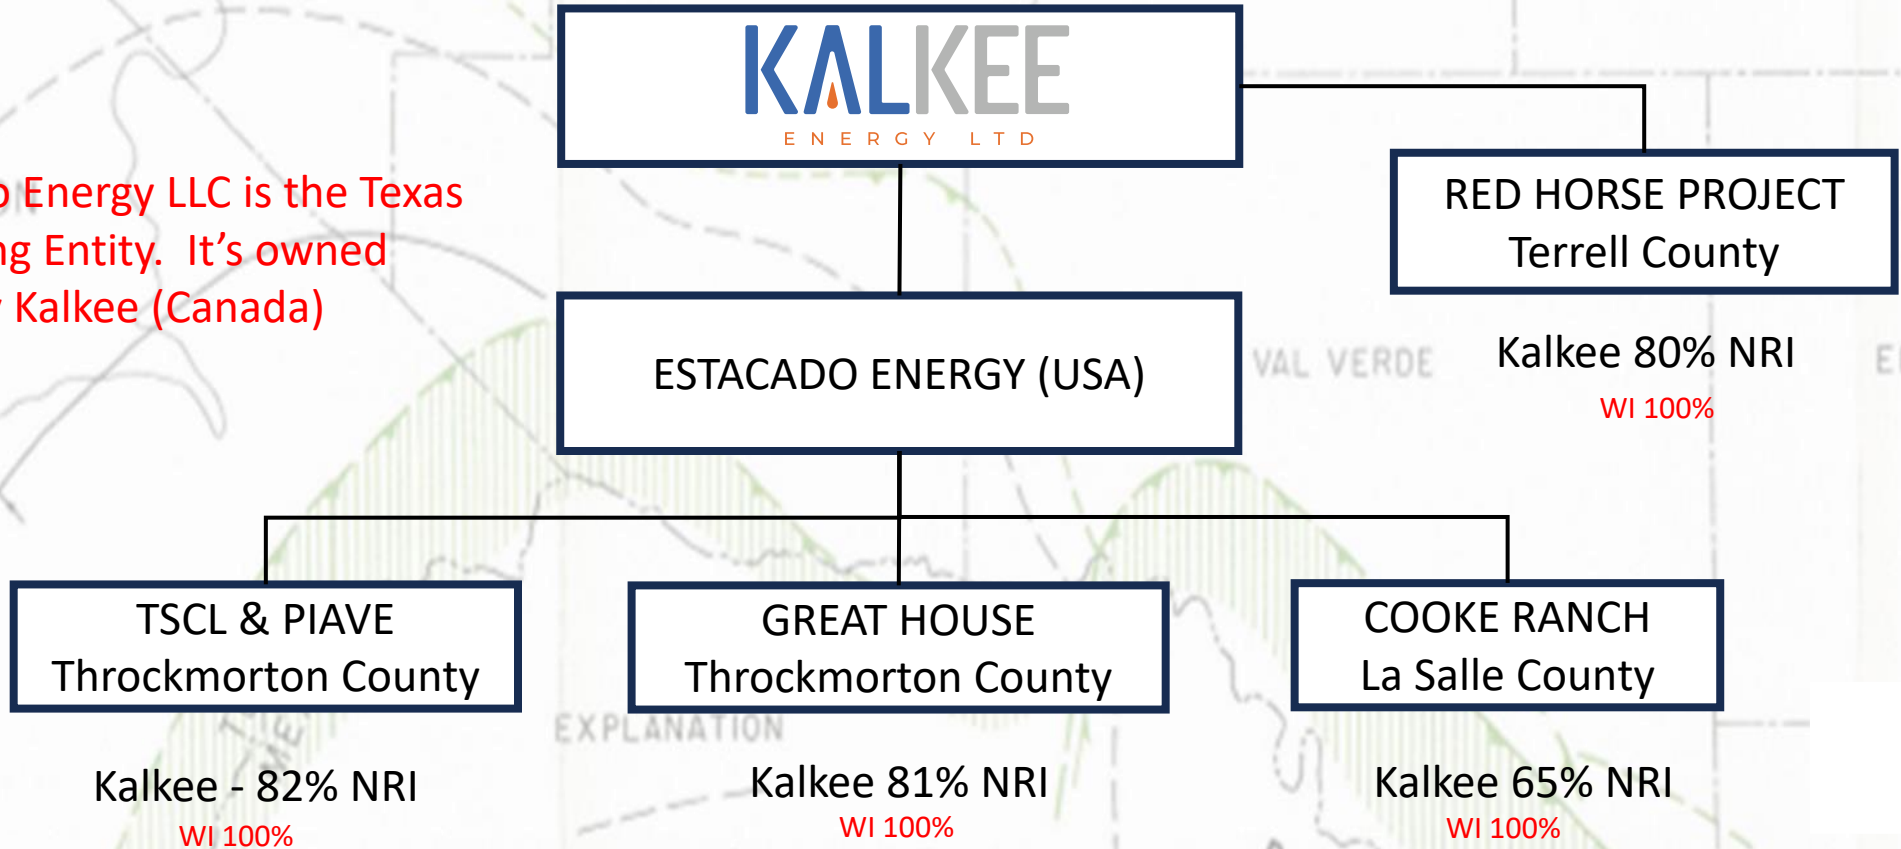 KALKEE
ENERGY LTD
Energy LLC is the Texas
Entity. It's owned
Kalkee (Canada)
RED HORSE PROJECT
Terrell County
Kalkee 80% NRI
WI 100%
ESTACADO ENERGY (USA)
VAL VERDE
TSCL & PIAVE
Throckmorton County
Kalkee - 82% NRI
WI 100%
GREAT HOUSE
Throckmorton County
EXPLANATION
Kalkee 81% NRI
WI 100%
COOKE RANCH
La Salle County
Kalkee 65% NRI
WI 100%